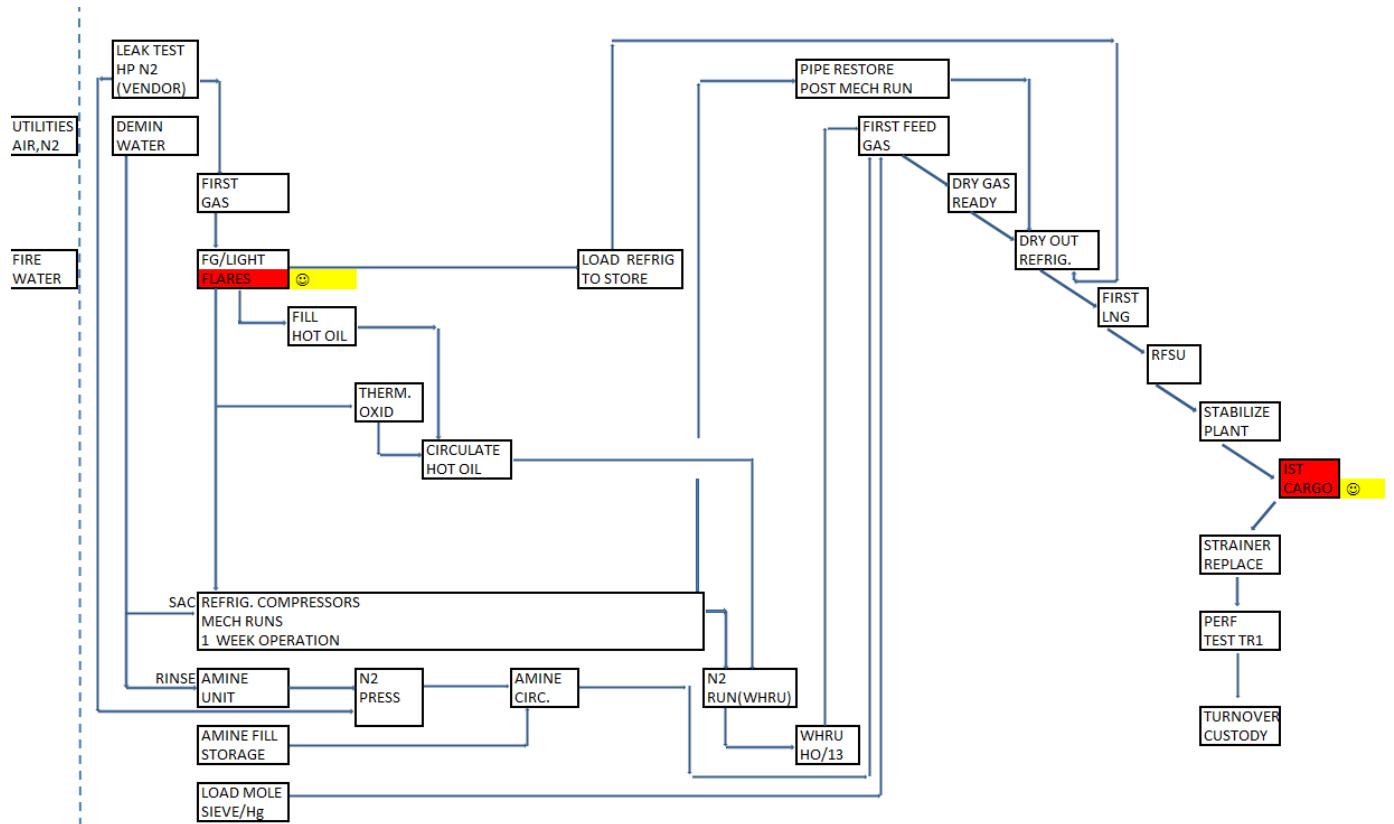 LEAK TEST
HP N2
(VENDOR)
PIPE RESTORE
POST MECH RUN
UTILITIES
AIR,N2
DEMIN
WATER
FIRST FEED
GAS
FIRST
GAS
DRY GAS
READY
FIRE
WATER
FG/LIGHT
FLARES ☺
LOAD REFRIG
TO STORE
DRY OUT
REFRIG.
FIRST
LNG
FILL
HOT OIL
RFSU
THERM.
OXID
STABILIZE
PLANT
CIRCULATE
HOT OIL
IST
CARGO ☺
STRAINER
REPLACE
SAC
REFRIG. COMPRESSORS
MECH RUNS
1 WEEK OPERATION
PERF
TEST TR1
RINSE
AMINE
UNIT
N2
PRESS
AMINE
CIRC.
N2
RUN(WHRU)
TURNOVER
CUSTODY
AMINE FILL
STORAGE
WHRU
HO/13
LOAD MOLE
SIEVE/Hg